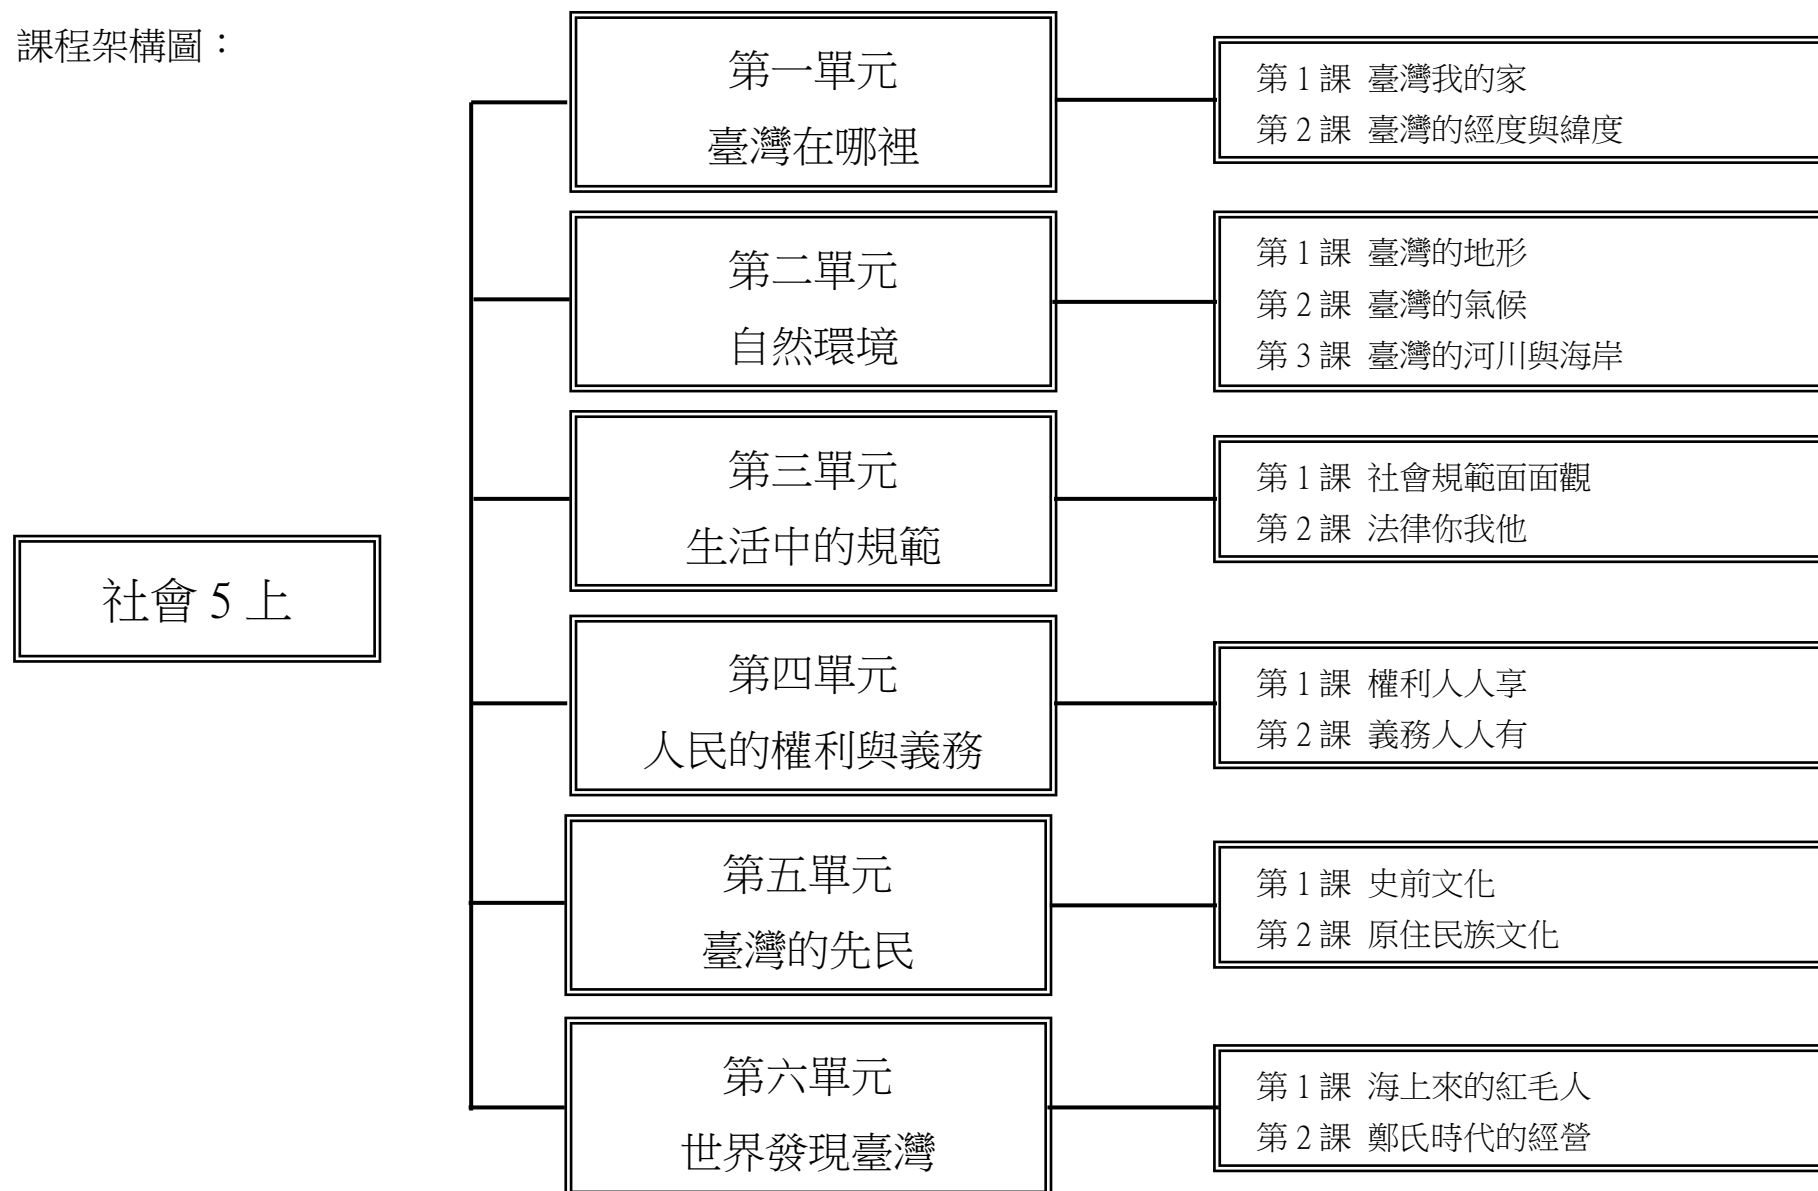 課程架構圖：
社會 5 上
第一單元
臺灣在哪裡
第 1 課 臺灣我的家
第 2 課 臺灣的經度與緯度
第二單元
自然環境
第 1 課 臺灣的地形
第 2 課 臺灣的氣候
第 3 課 臺灣的河川與海岸
第三單元
生活中的規範
第 1 課 社會規範面面觀
第 2 課 法律你我他
第四單元
人民的權利與義務
第 1 課 權利人人享
第 2 課 義務人人有
第五單元
臺灣的先民
第 1 課 史前文化
第 2 課 原住民族文化
第六單元
世界發現臺灣
第 1 課 海上來的紅毛人
第 2 課 鄭氏時代的經營